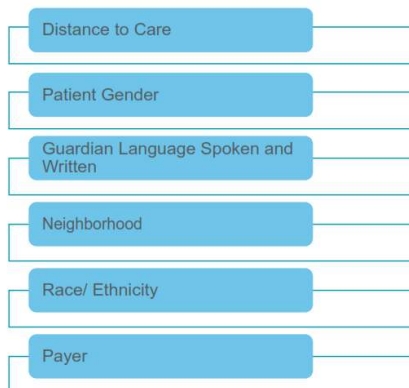 Distance to Care
Patient Gender
Guardian Language Spoken and
Written
Neighborhood
Race/ Ethnicity
Payer